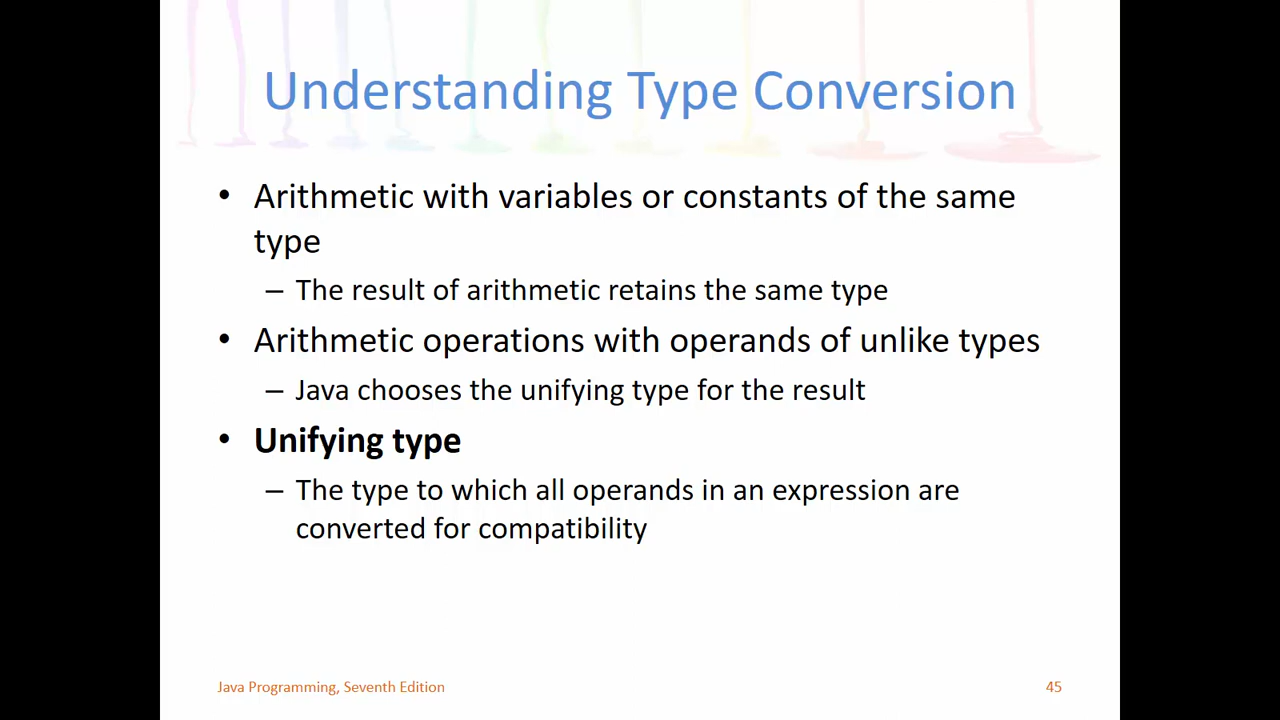 Understanding Type Conversion
• Arithmetic with variables or constants of the same
type
– The result of arithmetic retains the same type
• Arithmetic operations with operands of unlike types
– Java chooses the unifying type for the result
• Unifying type
– The type to which all operands in an expression are
converted for compatibility
Java Programming, Seventh Edition
45